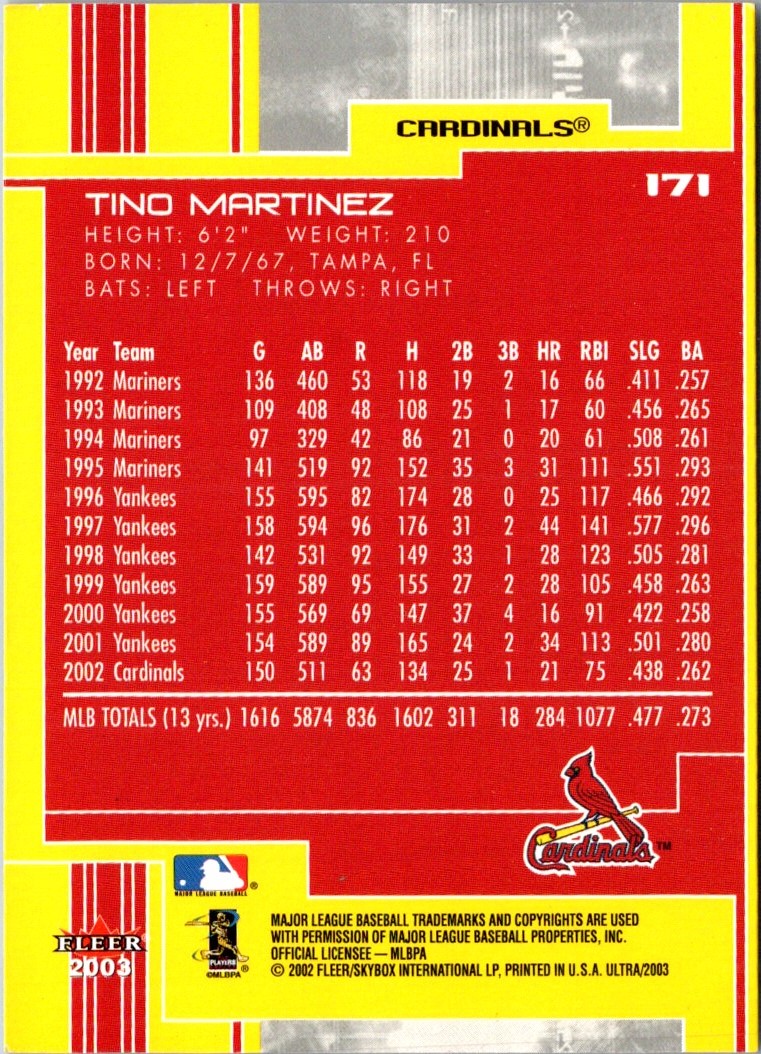 CARDINALS®
171
TINO MARTINEZ
HEIGHT: 6'2" WEIGHT: 210
BORN: 12/7/67, TAMPA, FL
BATS: LEFT THROWS: RIGHT
Year Team G AB R H 2B 3B HR RBI SLG BA
1992 Mariners 136 460 53 118 19 2 16 66 .411 .257
1993 Mariners 109 408 48 108 25 1 17 60 .456 .265
1994 Mariners 97 329 42 86 21 0 20 61 .508 .261
1995 Mariners 141 519 92 152 35 3 31 111 .551 .293
1996 Yankees 155 595 82 174 28 0 25 117 .466 .292
1997 Yankees 158 594 96 176 31 2 44 141 .577 .296
1998 Yankees 142 531 92 149 33 1 28 123 .505 .281
1999 Yankees 159 589 95 155 27 2 28 105 .458 .263
2000 Yankees 155 569 69 147 37 4 16 91 .422 .258
2001 Yankees 154 589 89 165 24 2 34 113 .501 .280
2002 Cardinals 150 511 63 134 25 1 21 75 .438 .262
MLB TOTALS (13 yrs.) 1616 5874 836 1602 311 18 284 1077 .477 .273
Cardinals™
®
MAJOR LEAGUE BASEBALL
FLEER
2003
PLAYERS
®
©MLBPA
MAJOR LEAGUE BASEBALL TRADEMARKS AND COPYRIGHTS ARE USED
WITH PERMISSION OF MAJOR LEAGUE BASEBALL PROPERTIES, INC.
OFFICIAL LICENSEE — MLBPA
© 2002 FLEER/SKYBOX INTERNATIONAL LP, PRINTED IN U.S.A. ULTRA/2003